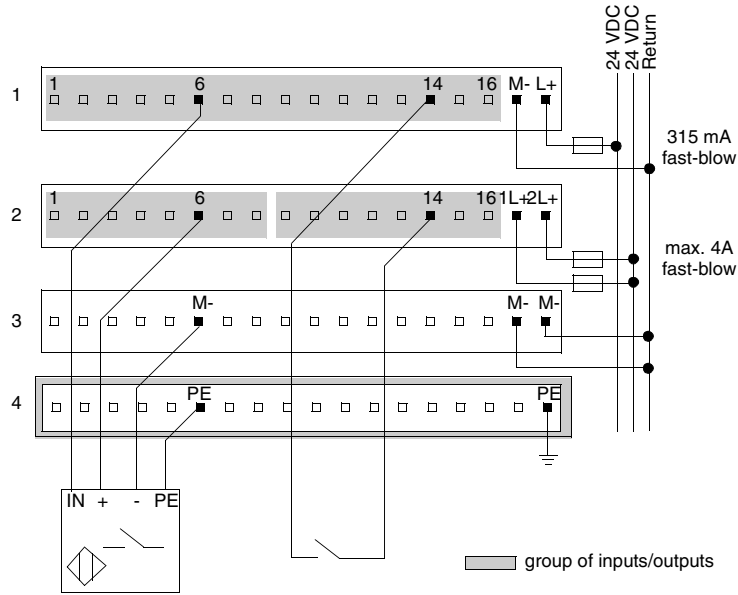 24 VDC
24 VDC
Return
1 6 14 16 M- L+
1
315 mA
fast-blow
1 6 14 16 1L+2L+
2
max. 4A
fast-blow
M- M- M-
3
PE PE
4
IN + - PE
group of inputs/outputs